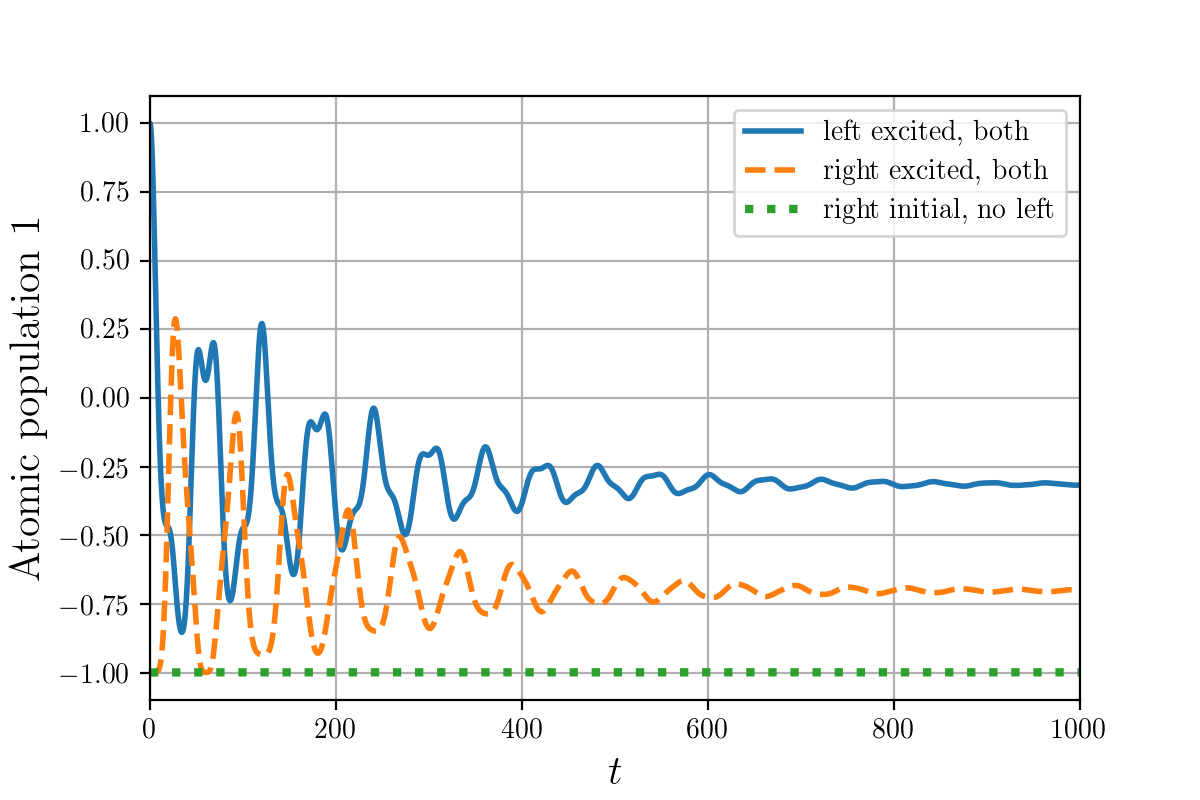 1.00
0.75
0.50
0.25
0.00
−0.25
−0.50
−0.75
−1.00
Atomic population 1
left excited, both
right excited, both
right initial, no left
0 200 400 600 800 1000
t